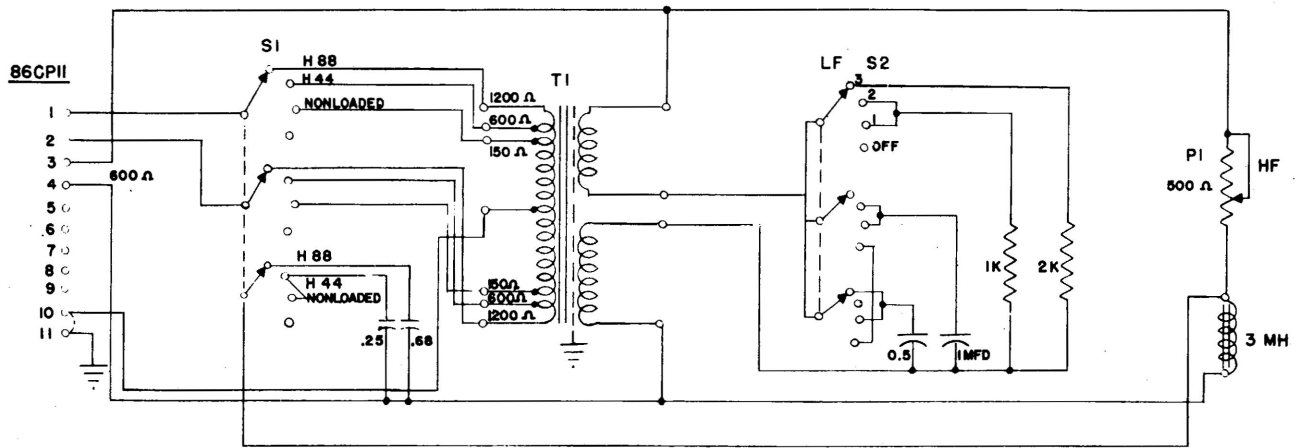 86CP11
1
2
3
4
5
6
7
8
9
10
11
600 Ω
S1
H 88
H 44
NONLOADED
H 88
H 44
NONLOADED
.25
.68
T1
1200 Ω
600 Ω
150 Ω
150Ω
600Ω
1200 Ω
LF
S2
3
2
1
OFF
0.5
1MFD
1K
2K
P1
500 Ω
HF
3 MH